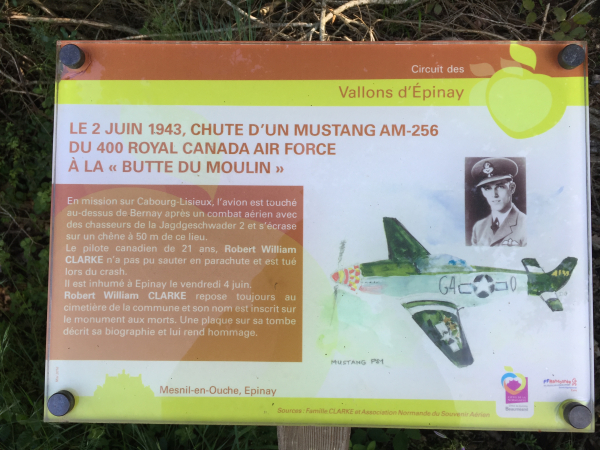 Circuit des
Vallons d'Épinay
LE 2 JUIN 1943, CHUTE D'UN MUSTANG AM-256
DU 400 ROYAL CANADA AIR FORCE
À LA « BUTTE DU MOULIN »
En mission sur Cabourg-Lisieux, l'avion est touché
au-dessus de Bernay après un combat aérien avec
des chasseurs de la Jagdgeschwader 2 et s'écrase
sur un chêne à 50 m de ce lieu.
Le pilote canadien de 21 ans, Robert William
CLARKE n'a pas pu sauter en parachute et est tué
lors du crash.
Il est inhumé à Epinay le vendredi 4 juin.
Robert William CLARKE repose toujours au
cimetière de la commune et son nom est inscrit sur
le monument aux morts. Une plaque sur sa tombe
décrit sa biographie et lui rend hommage.
G4
O
MUSTANG P51
Mesnil-en-Ouche, Epinay
Sources : Famille CLARKE et Association Normande du Souvenir Aérien